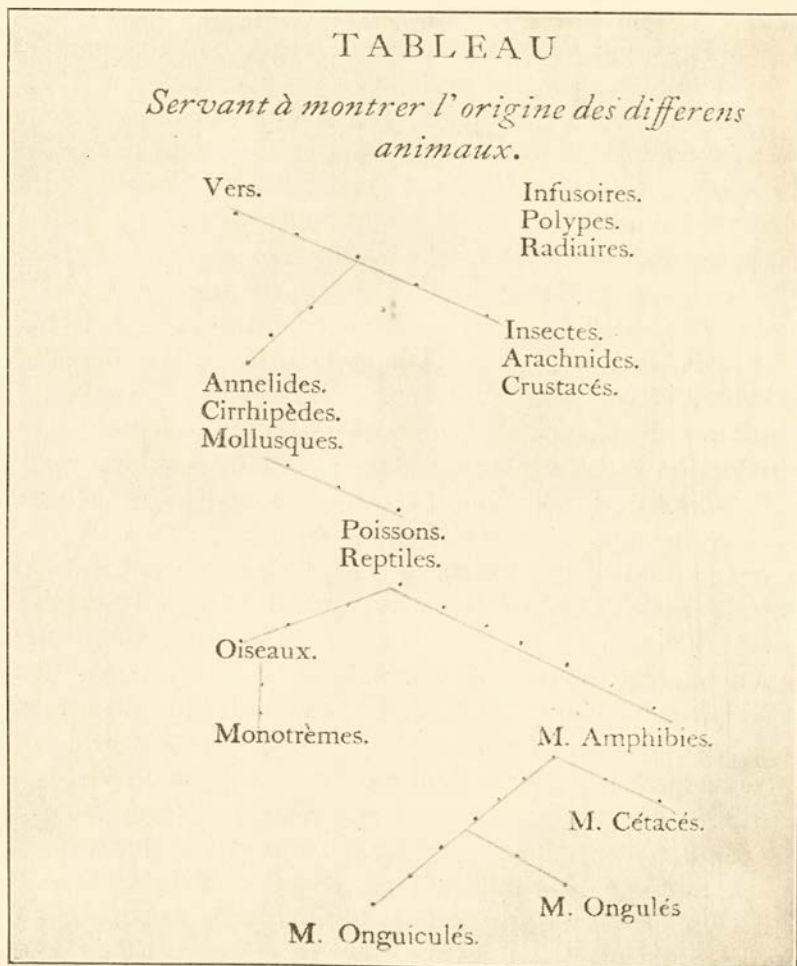 TABLEAU
Servant à montrer l'origine des differens
animaux.
Vers.
Infusoires.
Polypes.
Radiaires.
Insectes.
Arachnides.
Crustacés.
Annelides.
Cirrhipèdes.
Mollusques.
Poissons.
Reptiles.
Oiseaux.
Monotrèmes.
M. Amphibies.
M. Cétacés.
M. Ongulés
M. Onguiculés.